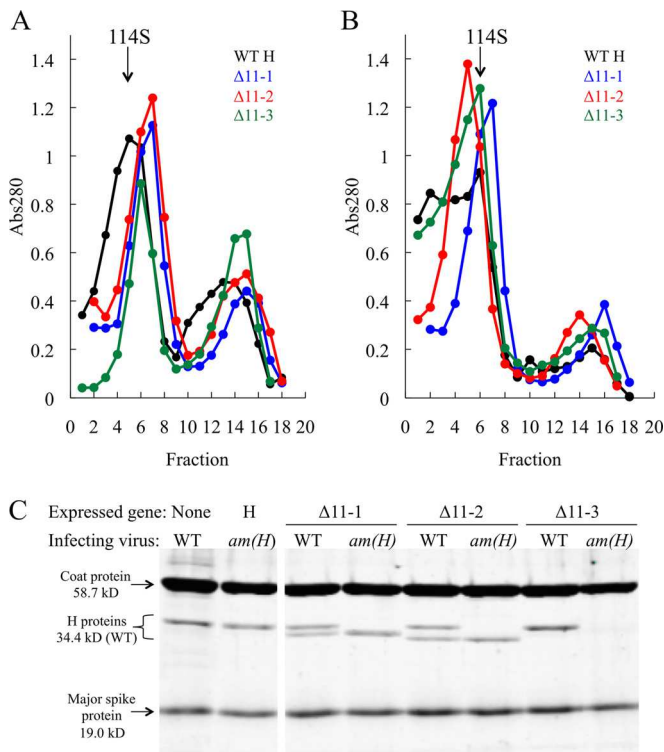 A
114S
WT H
Δ11-1
Δ11-2
Δ11-3
Abs280
1.4
1.2
1
0.8
0.6
0.4
0.2
0
0 2 4 6 8 10 12 14 16 18 20
Fraction
B
114S
WT H
Δ11-1
Δ11-2
Δ11-3
Abs280
1.4
1.2
1
0.8
0.6
0.4
0.2
0
0 2 4 6 8 10 12 14 16 18 20
Fraction
C
Expressed gene: None H Δ11-1 Δ11-2 Δ11-3
Infecting virus: WT am(H) WT am(H) WT am(H) WT am(H)
Coat protein
58.7 kD
H proteins
34.4 kD (WT)
Major spike
protein
19.0 kD